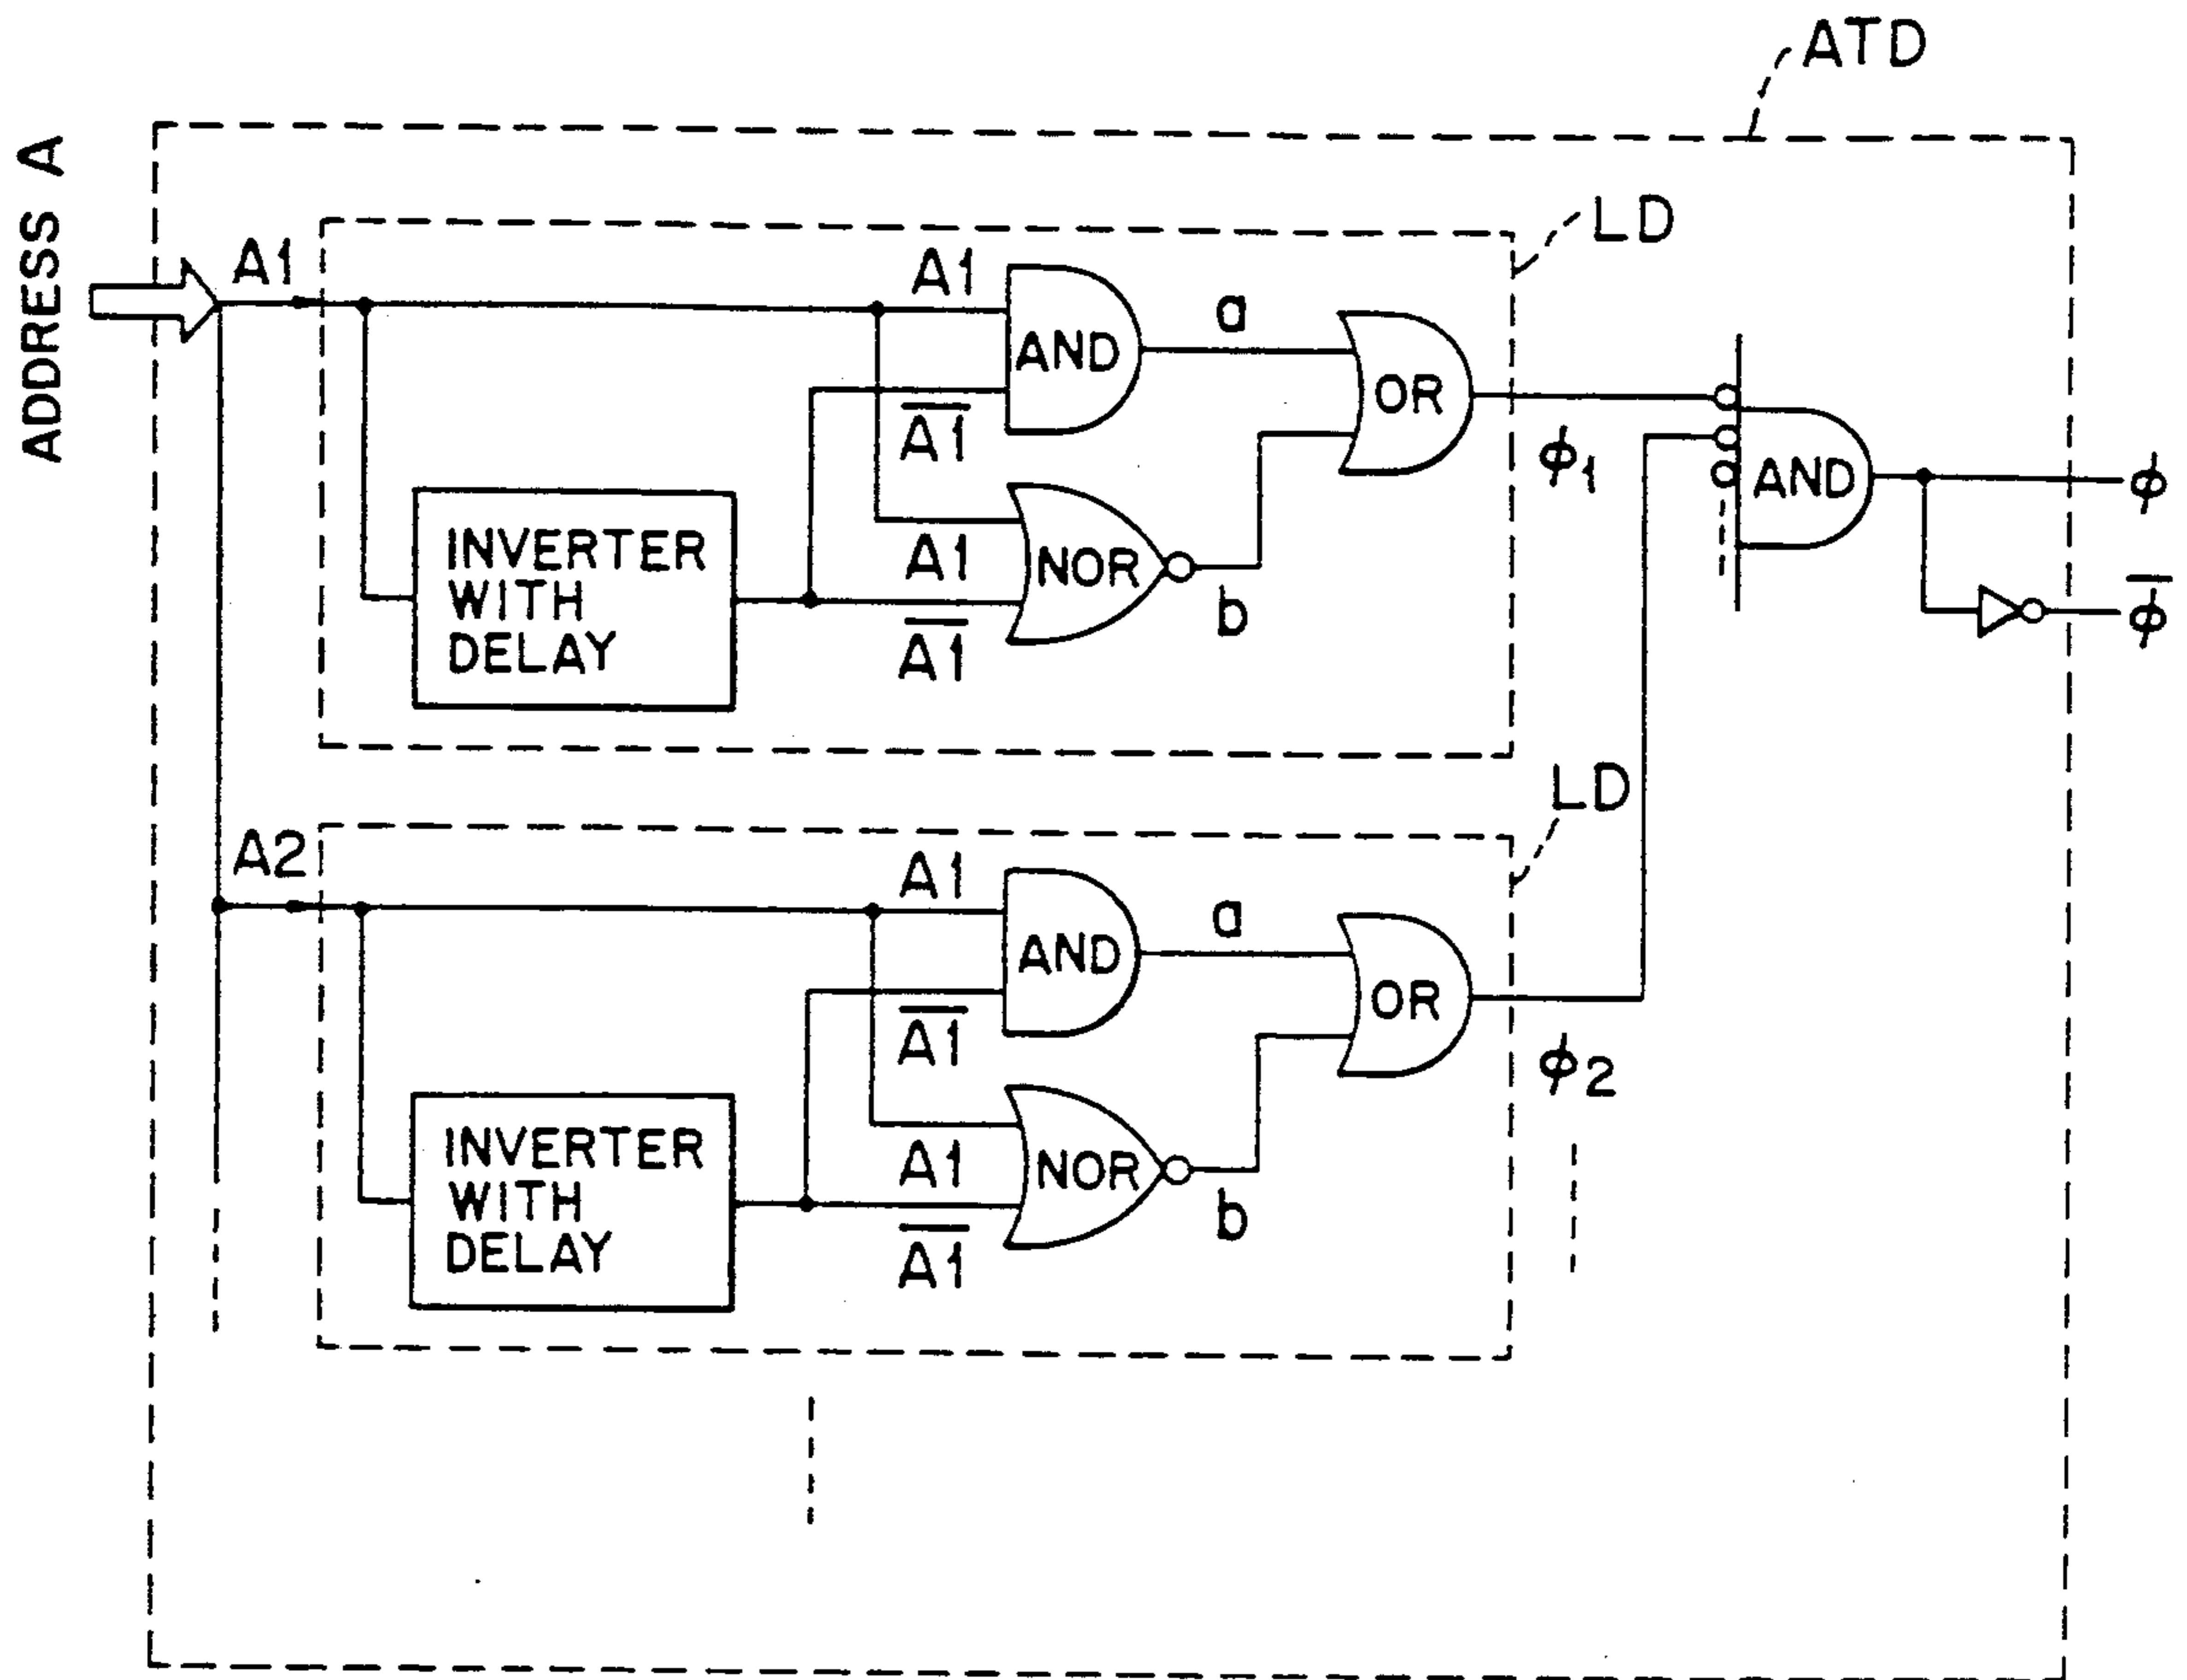 ATD
ADDRESS A
A1
LD
A1
AND
a
OR
A1̅
INVERTER
WITH
DELAY
A1
NOR
A1̅
b
ϕ1
AND
ϕ
ϕ̅
LD
A2
A1
AND
a
OR
A1̅
INVERTER
WITH
DELAY
A1
NOR
A1̅
b
ϕ2